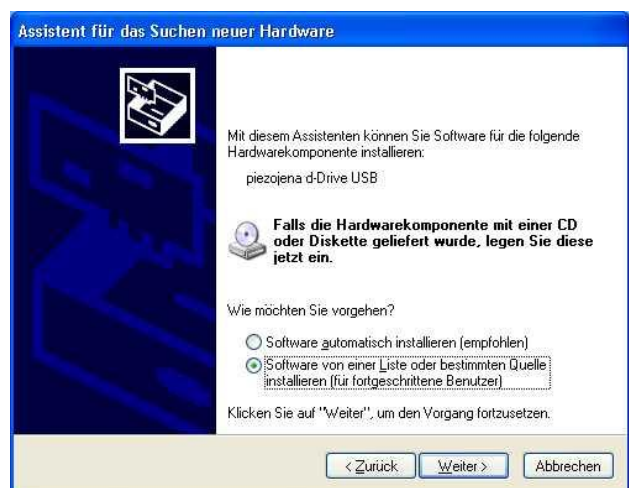 Assistent für das Suchen neuer Hardware
Mit diesem Assistenten können Sie Software für die folgende
Hardwarekomponente installieren:
piezojena d-Drive USB
Falls die Hardwarekomponente mit einer CD
oder Diskette geliefert wurde, legen Sie diese
jetzt ein.
Wie möchten Sie vorgehen?
Software automatisch installieren (empfohlen)
Software von einer Liste oder bestimmten Quelle
installieren (für fortgeschrittene Benutzer)
Klicken Sie auf "Weiter", um den Vorgang fortzusetzen.
< Zurück Weiter > Abbrechen